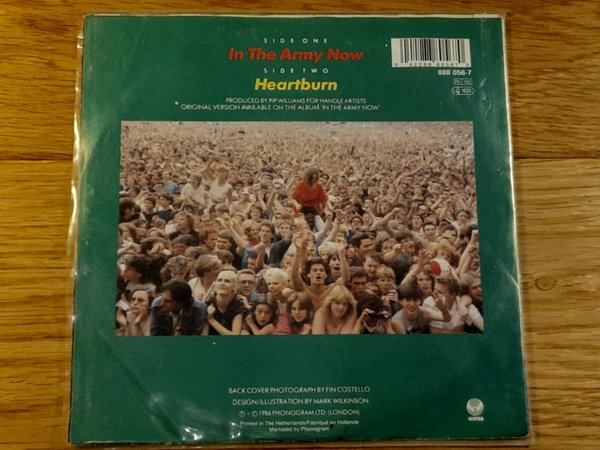 SIDE ONE
In The Army Now*
SIDE TWO
Heartburn
PRODUCED BY PIP WILLIAMS FOR HANDLE ARTISTS
*ORIGINAL VERSION AVAILABLE ON THE ALBUM 'IN THE ARMY NOW'
888 056-7
BACK COVER PHOTOGRAPH BY FIN COSTELLO
DESIGN/ILLUSTRATION BY MARK WILKINSON
℗ + © 1986 PHONOGRAM LTD. (LONDON)
Printed in The Netherlands/Fabriqué en Hollande
Marketed by Phonogram
VERTIGO